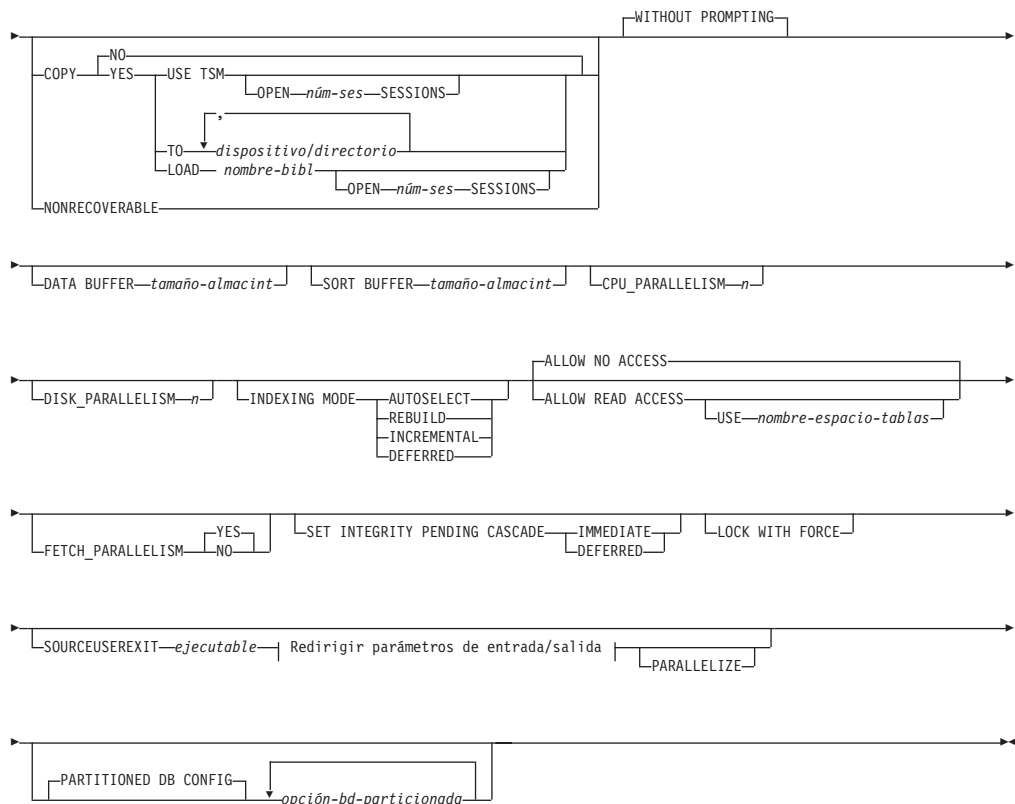 WITHOUT PROMPTING
NO
COPY YES USE TSM
OPEN núm-ses SESSIONS
,
TO dispositivo/directorio
LOAD nombre-bibl
OPEN núm-ses SESSIONS
NONRECOVERABLE
DATA BUFFER tamaño-almacint SORT BUFFER tamaño-almacint CPU_PARALLELISM n
ALLOW NO ACCESS
DISK_PARALLELISM n INDEXING MODE AUTOSELECT ALLOW READ ACCESS
REBUILD USE nombre-espacio-tablas
INCREMENTAL
DEFERRED
YES
FETCH_PARALLELISM NO SET INTEGRITY PENDING CASCADE IMMEDIATE LOCK WITH FORCE
DEFERRED
SOURCEUSEREXIT ejecutable Redirigir parámetros de entrada/salida
PARALLELIZE
PARTITIONED DB CONFIG
opción-bd-particionada